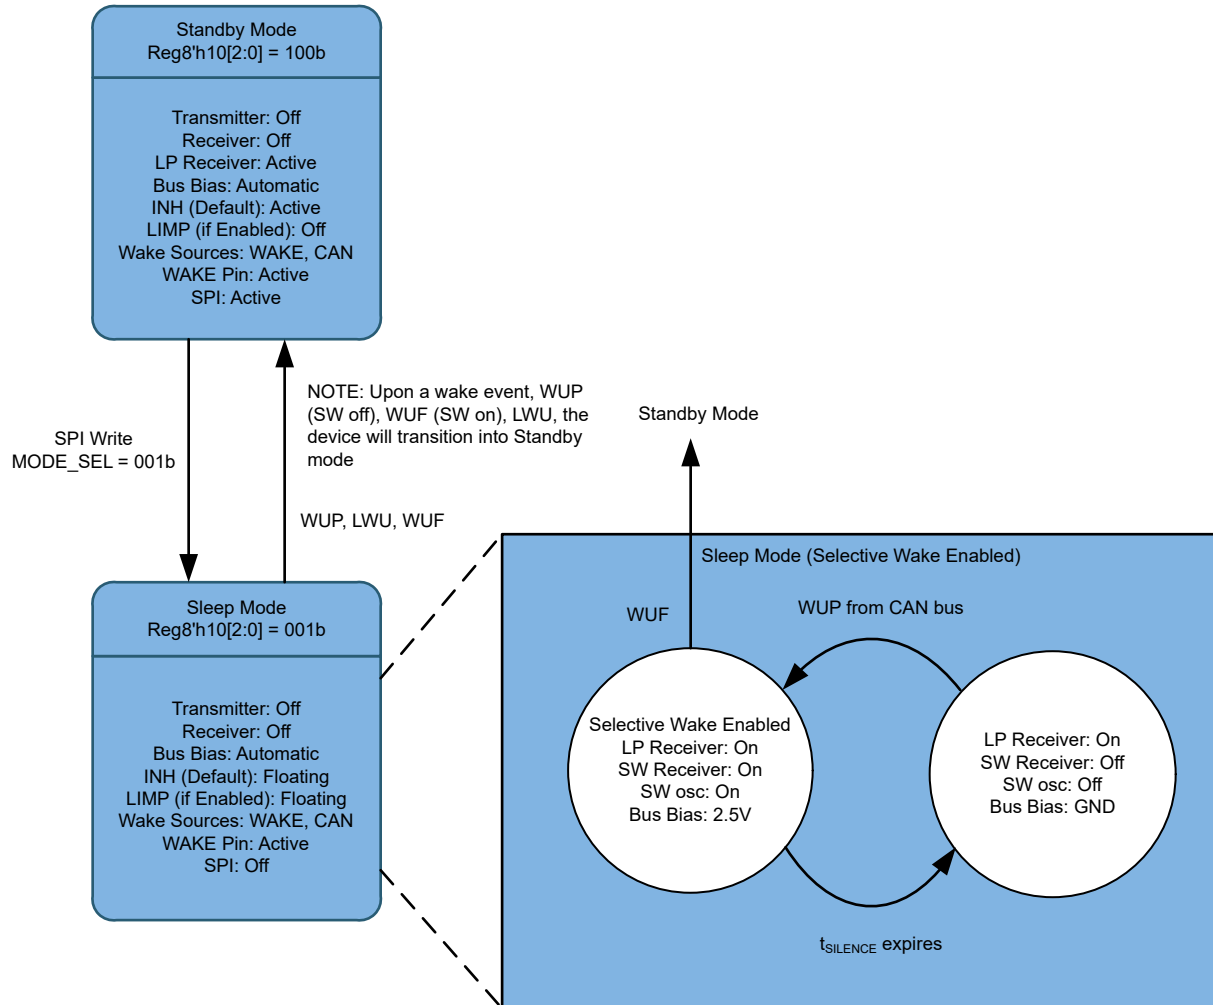 Standby Mode
Reg8'h10[2:0] = 100b
Transmitter: Off
Receiver: Off
LP Receiver: Active
Bus Bias: Automatic
INH (Default): Active
LIMP (if Enabled): Off
Wake Sources: WAKE, CAN
WAKE Pin: Active
SPI: Active
SPI Write
MODE_SEL = 001b
NOTE: Upon a wake event, WUP
(SW off), WUF (SW on), LWU, the
device will transition into Standby
mode
WUP, LWU, WUF
Sleep Mode
Reg8'h10[2:0] = 001b
Transmitter: Off
Receiver: Off
Bus Bias: Automatic
INH (Default): Floating
LIMP (if Enabled): Floating
Wake Sources: WAKE, CAN
WAKE Pin: Active
SPI: Off
Standby Mode
Sleep Mode (Selective Wake Enabled)
WUF
WUP from CAN bus
Selective Wake Enabled
LP Receiver: On
SW Receiver: On
SW osc: On
Bus Bias: 2.5V
LP Receiver: On
SW Receiver: Off
SW osc: Off
Bus Bias: GND
tSILENCE expires